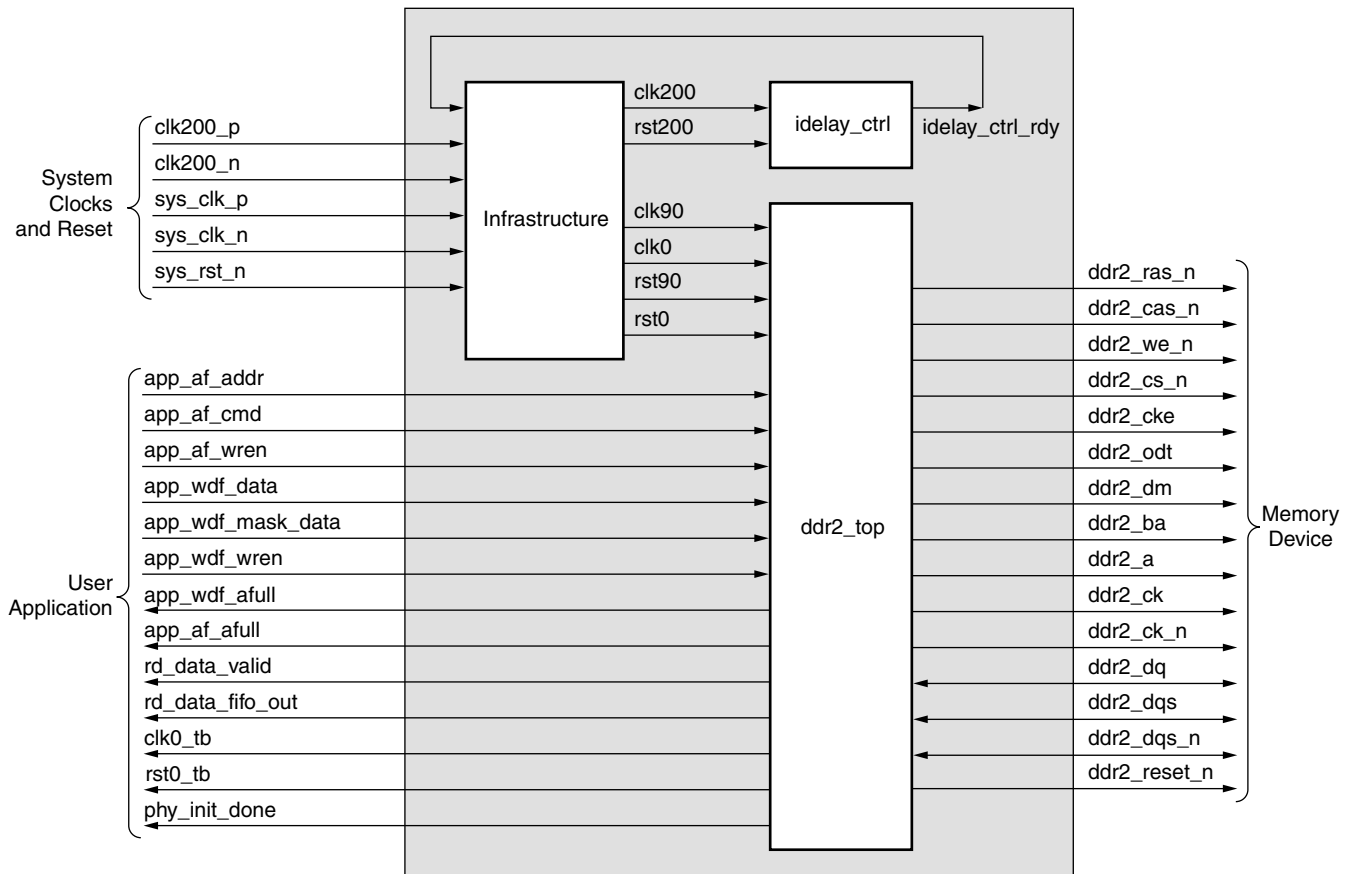 clk200
rst200
idelay_ctrl
idelay_ctrl_rdy
System
Clocks
and Reset
clk200_p
clk200_n
sys_clk_p
sys_clk_n
sys_rst_n
Infrastructure
clk90
clk0
rst90
rst0
User
Application
app_af_addr
app_af_cmd
app_af_wren
app_wdf_data
app_wdf_mask_data
app_wdf_wren
app_wdf_afull
app_af_afull
rd_data_valid
rd_data_fifo_out
clk0_tb
rst0_tb
phy_init_done
ddr2_top
ddr2_ras_n
ddr2_cas_n
ddr2_we_n
ddr2_cs_n
ddr2_cke
ddr2_odt
ddr2_dm
ddr2_ba
ddr2_a
ddr2_ck
ddr2_ck_n
ddr2_dq
ddr2_dqs
ddr2_dqs_n
ddr2_reset_n
Memory
Device